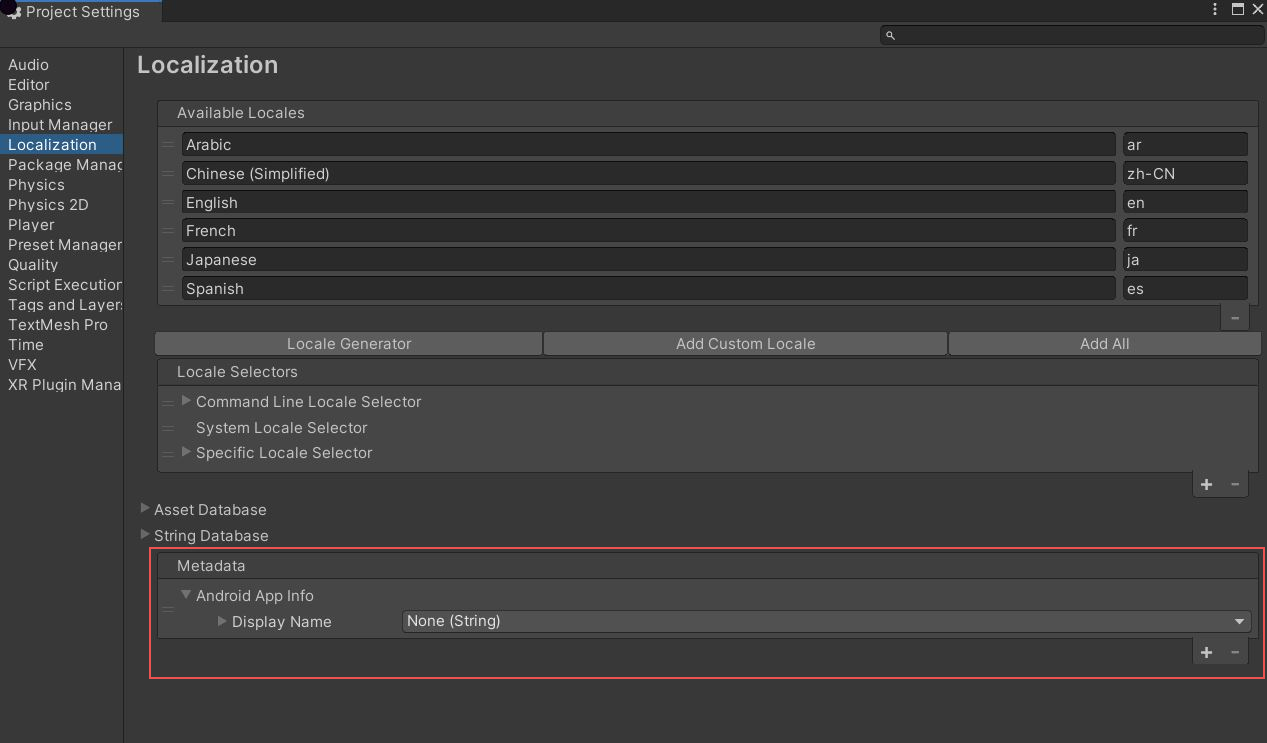 Project Settings
Audio
Editor
Graphics
Input Manager
Localization
Package Manag
Physics
Physics 2D
Player
Preset Manager
Quality
Script Execution
Tags and Layers
TextMesh Pro
Time
VFX
XR Plugin Mana
Localization
Available Locales
Arabic ar
Chinese (Simplified) zh-CN
English en
French fr
Japanese ja
Spanish es
Locale Generator Add Custom Locale Add All
Locale Selectors
Command Line Locale Selector
System Locale Selector
Specific Locale Selector
Asset Database
String Database
Metadata
Android App Info
Display Name None (String)